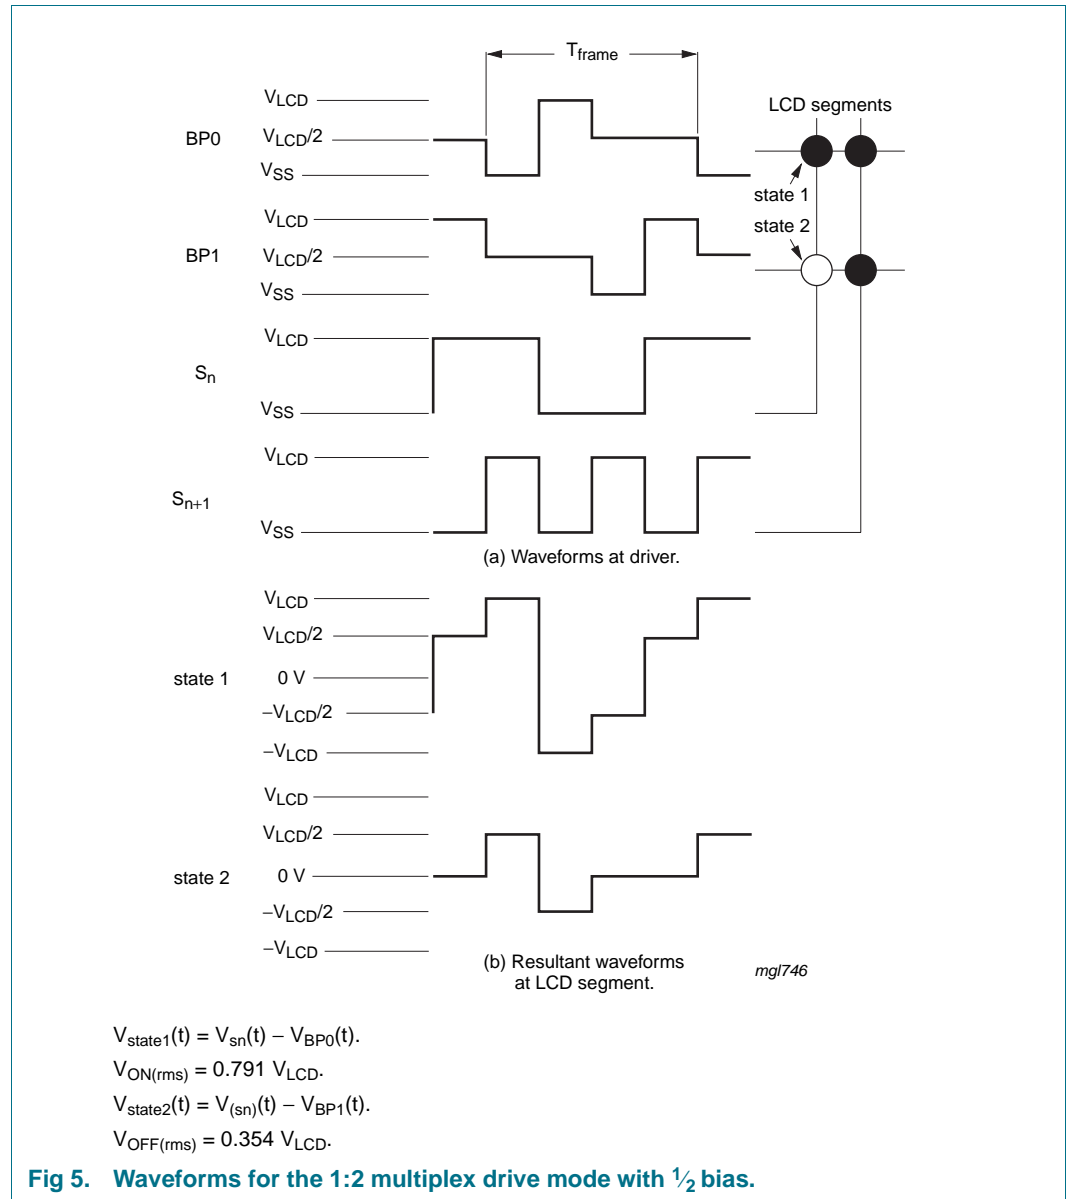 Tframe
BP0
VLCD
VLCD/2
VSS
LCD segments
state 1
state 2
BP1
VLCD
VLCD/2
VSS
Sn
VLCD
VSS
Sn+1
VLCD
VSS
(a) Waveforms at driver.
state 1
VLCD
VLCD/2
0 V
−VLCD/2
−VLCD
state 2
VLCD
VLCD/2
0 V
−VLCD/2
−VLCD
(b) Resultant waveforms
at LCD segment.
mgl746
Vstate1(t) = Vsn(t) − VBP0(t).
VON(rms) = 0.791 VLCD.
Vstate2(t) = V(sn)(t) − VBP1(t).
VOFF(rms) = 0.354 VLCD.
Fig 5. Waveforms for the 1:2 multiplex drive mode with 1⁄2 bias.